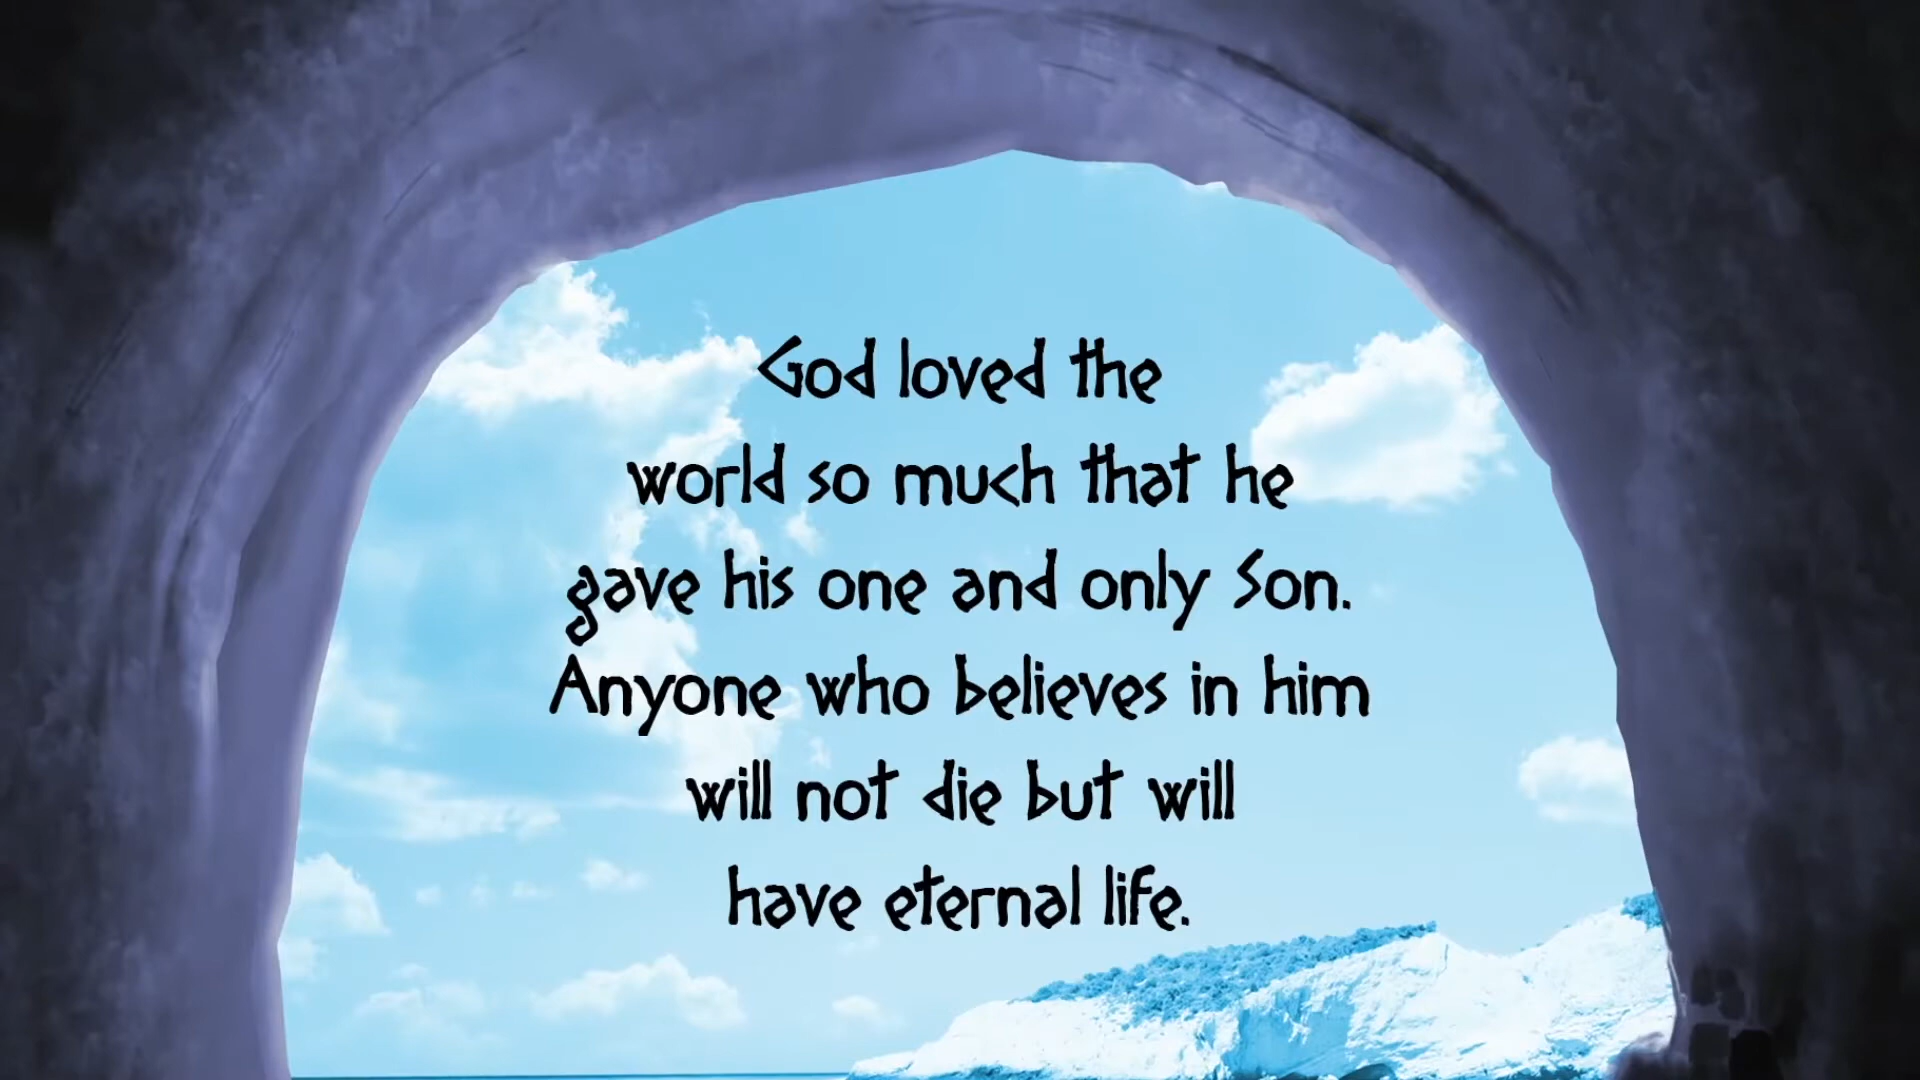 God loved the
world so much that he
gave his one and only Son.
Anyone who believes in him
will not die but will
have eternal life.